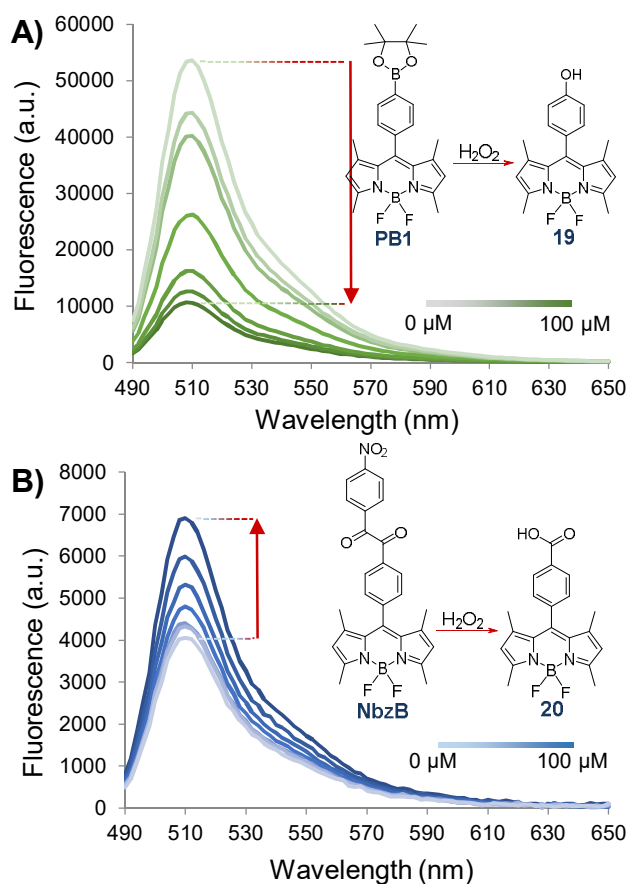 A)
Fluorescence (a.u.)
60000
50000
40000
30000
20000
10000
0
490 510 530 550 570 590 610 630 650
Wavelength (nm)
O O
B
N N
B
F F
PB1
H2O2
OH
N N
B
F F
19
0 µM 100 µM
B)
Fluorescence (a.u.)
8000
7000
6000
5000
4000
3000
2000
1000
0
490 510 530 550 570 590 610 630 650
Wavelength (nm)
NO2
O O
N N
B
F F
NbzB
H2O2
HO O
N N
B
F F
20
0 µM 100 µM